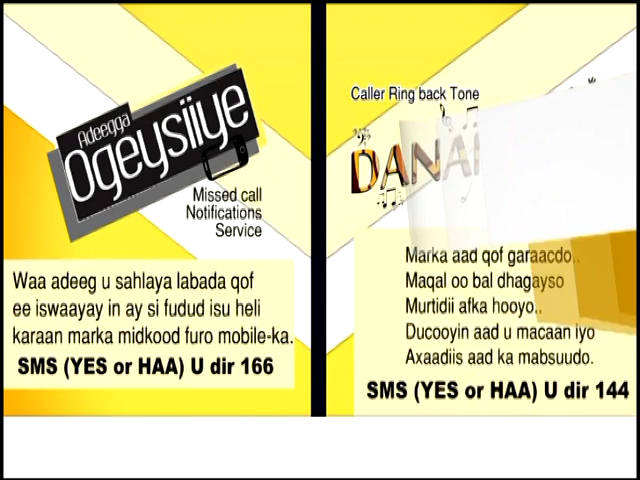 Adeegga
Ogeysiiye
Missed call
Notifications
Service
Waa adeeg u sahlaya labada qof
ee iswaayay in ay si fudud isu heli
karaan marka midkood furo mobile-ka.
SMS (YES or HAA) U dir 166
Caller Ring back Tone
Marka aad qof garaacdo..
Maqal oo bal dhagayso
Murtidii afka hooyo..
Ducooyin aad u macaan iyo
Axaadiis aad ka mabsuudo.
SMS (YES or HAA) U dir 144